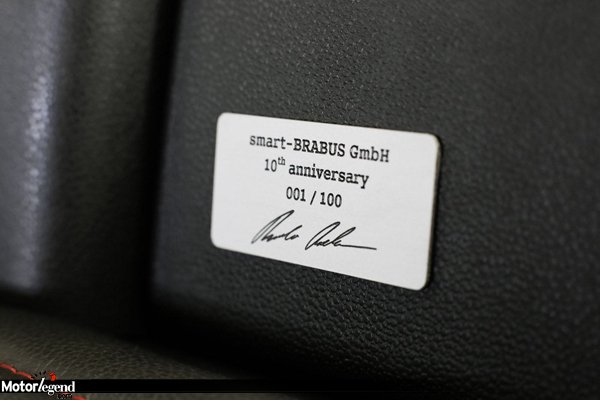 smart-BRABUS GmbH
10th anniversary
001 / 100
Motorlegend